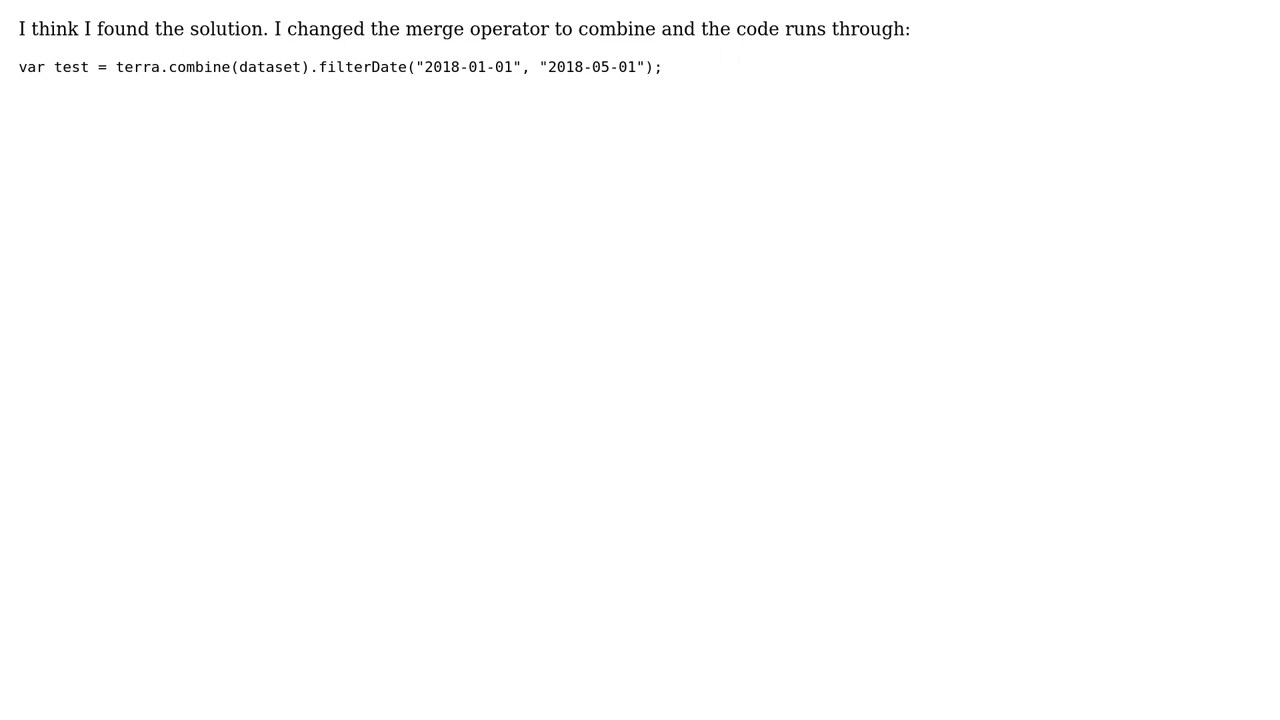 I think I found the solution. I changed the merge operator to combine and the code runs through:
var test = terra.combine(dataset).filterDate("2018-01-01", "2018-05-01");